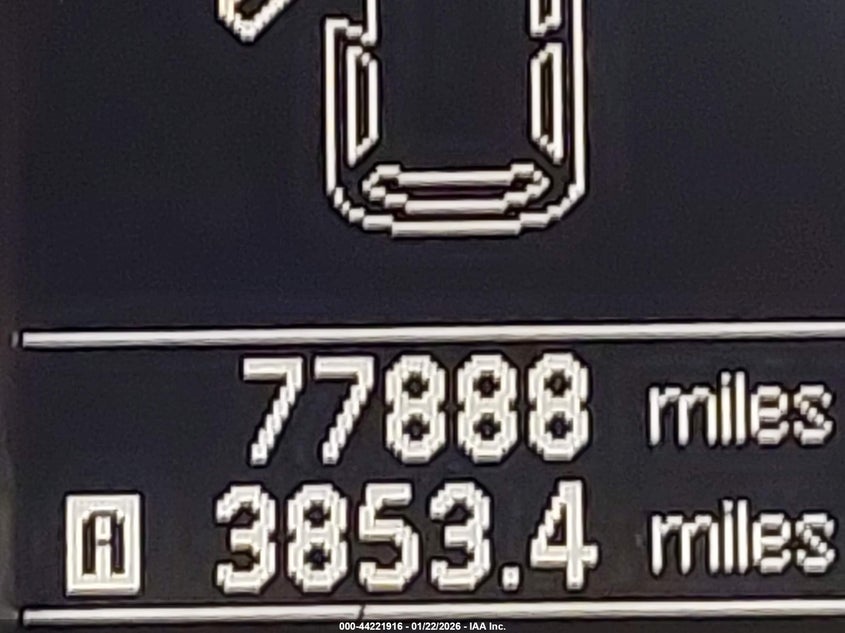 77888 miles
A 3853.4 miles
000-44221916 - 01/22/2026 - IAA Inc.